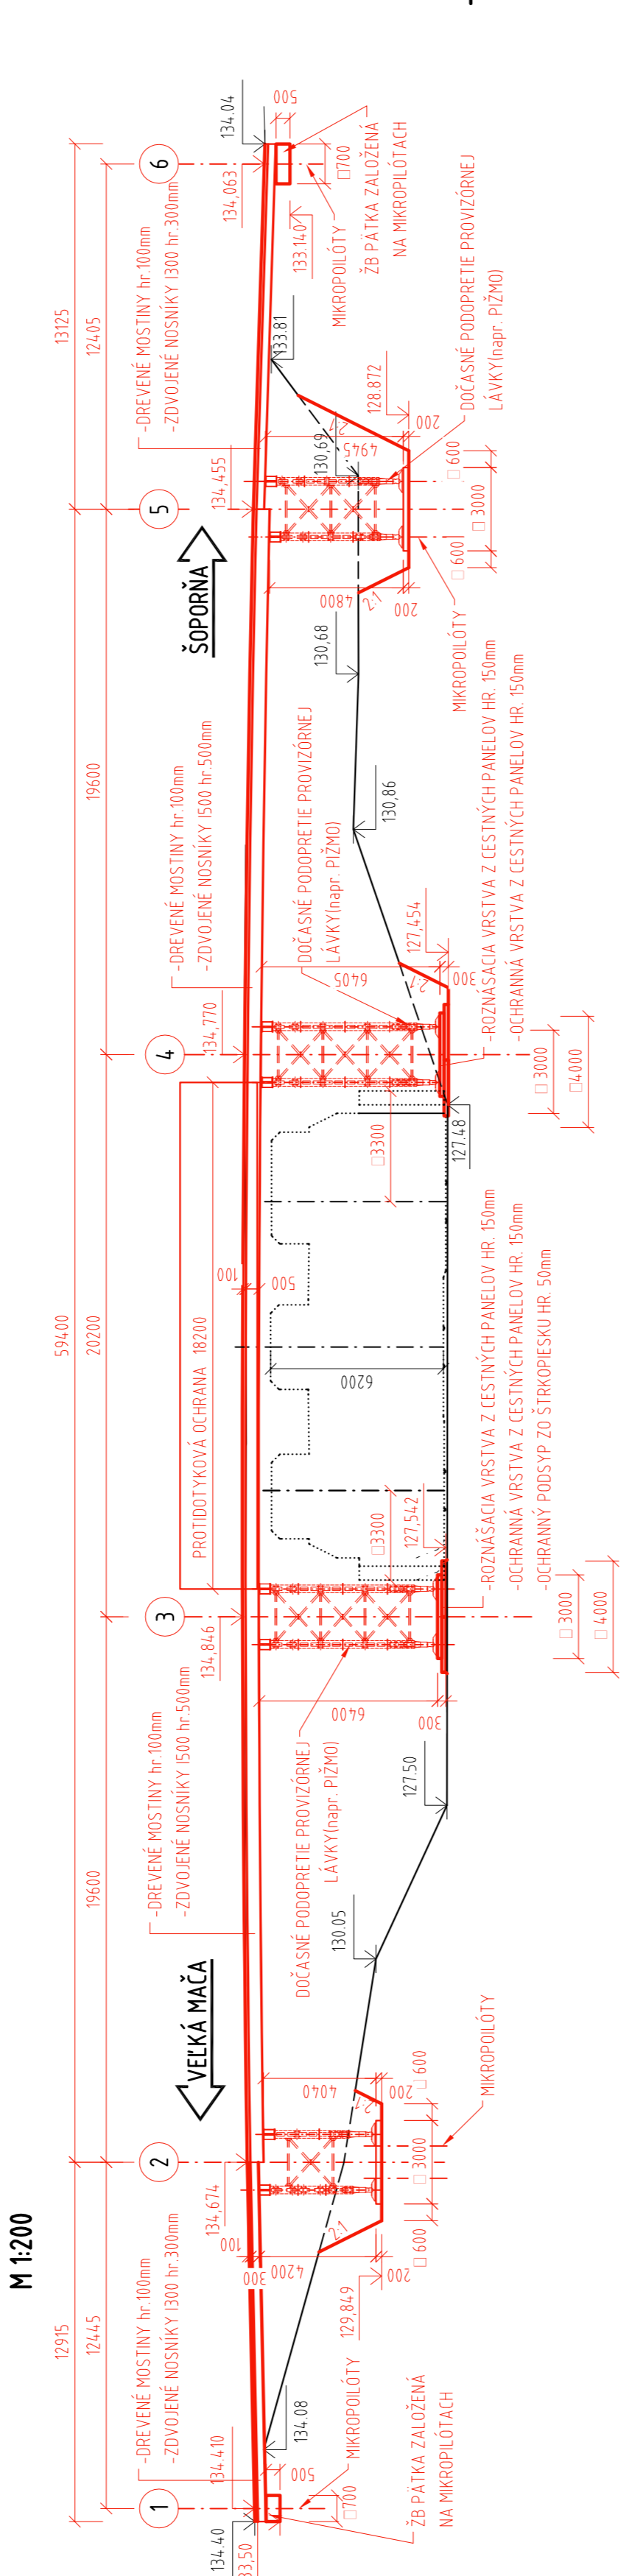 M 1:200
12915
59400
13125
12445
19600
20200
19600
12405
1
2
3
4
5
6
-DREVENÉ MOSTINY hr.100mm
-ZDVOJENÉ NOSNÍKY I300 hr.300mm
-DREVENÉ MOSTINY hr.100mm
-ZDVOJENÉ NOSNÍKY I500 hr.500mm
-DREVENÉ MOSTINY hr.100mm
-ZDVOJENÉ NOSNÍKY I500 hr.500mm
-DREVENÉ MOSTINY hr.100mm
-ZDVOJENÉ NOSNÍKY I300 hr.300mm
VEĽKÁ MAČA
ŠOPORŇA
PROTIDOTYKOVÁ OCHRANA 18200
134.40
134.410
134,674
134,846
134,770
134,455
134,063
134.04
100
300
100
500
500
□700
134.08
MIKROPOILÓTY
ŽB PÄTKA ZALOŽENÁ
NA MIKROPILÓTACH
4200
200
129,849
2:1
4040
200
2:1
□ 600
□ 3000
□ 600
MIKROPOILÓTY
130.05
127.50
DOČASNÉ PODOPRETIE PROVIZÓRNEJ
LÁVKY(napr. PIŽMO)
6400
300
127,542
□3300
6200
□3300
-ROZNÁŠACIA VRSTVA Z CESTNÝCH PANELOV HR. 150mm
-OCHRANNÁ VRSTVA Z CESTNÝCH PANELOV HR. 150mm
-OCHRANNÝ PODSYP ZO ŠTRKOPIESKU HR. 50mm
□ 3000
□ 4000
127.48
DOČASNÉ PODOPRETIE PROVIZÓRNEJ
LÁVKY(napr. PIŽMO)
6405
300
2:1
127,454
-ROZNÁŠACIA VRSTVA Z CESTNÝCH PANELOV HR. 150mm
-OCHRANNÁ VRSTVA Z CESTNÝCH PANELOV HR. 150mm
□ 3000
□4000
130,86
130,68
4800
200
2:1
4945
200
2:1
130,69
128.872
□ 600
□ 3000
□ 600
MIKROPOILÓTY
DOČASNÉ PODOPRETIE PROVIZÓRNEJ
LÁVKY(napr. PIŽMO)
133.81
133.140
500
□700
MIKROPOILÓTY
ŽB PÄTKA ZALOŽENÁ
NA MIKROPILÓTACH